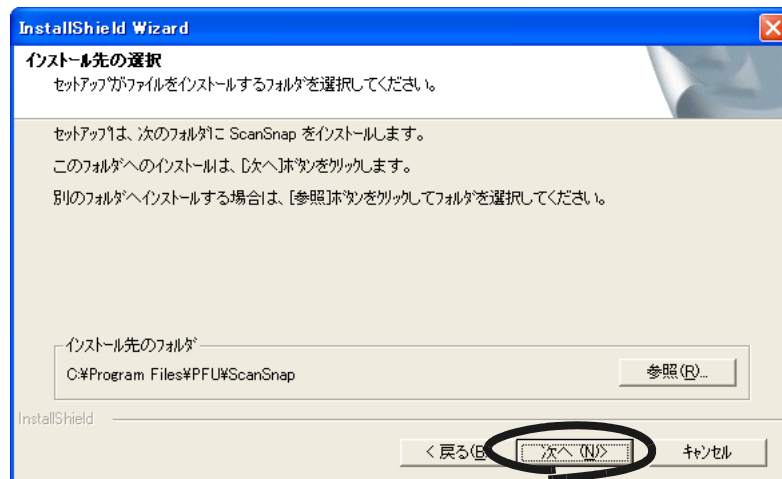 InstallShield Wizard
インストール先の選択
セットアップがファイルをインストールするフォルダを選択してください。
セットアップは、次のフォルダに ScanSnap をインストールします。
このフォルダへのインストールは、[次へ]ボタンをクリックします。
別のフォルダへインストールする場合は、[参照]ボタンをクリックしてフォルダを選択してください。
インストール先のフォルダ
C:¥Program Files¥PFU¥ScanSnap
参照(R)...
InstallShield
< 戻る(B
次へ (N)>
キャンセル